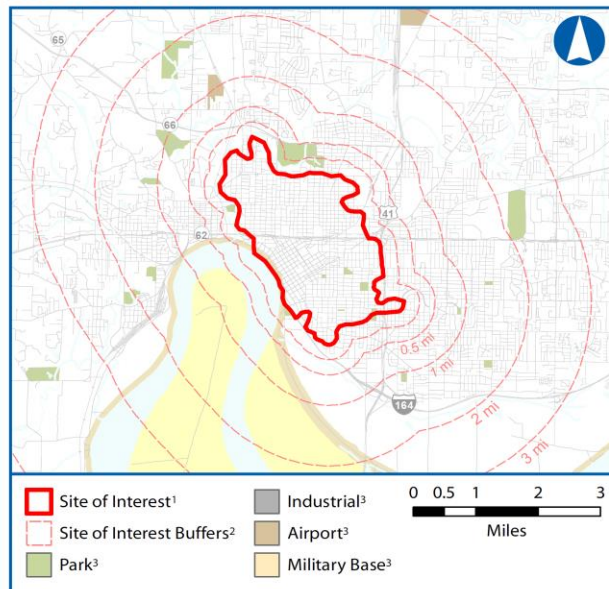 65
66
41
62
0.5 mi
1 mi
2 mi
3 mi
164
Site of Interest¹
Site of Interest Buffers²
Park³
Industrial³
Airport³
Military Base³
0 0.5 1 2 3
Miles